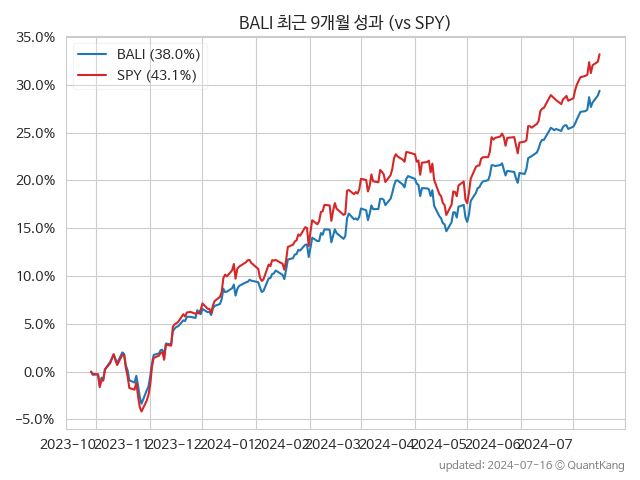 BALI 최근 9개월 성과 (vs SPY)
BALI (38.0%)
SPY (43.1%)
35.0%
30.0%
25.0%
20.0%
15.0%
10.0%
5.0%
0.0%
−5.0%
2023-10 2023-11 2023-12 2024-01 2024-02 2024-03 2024-04 2024-05 2024-06 2024-07
updated: 2024-07-16 © QuantKang